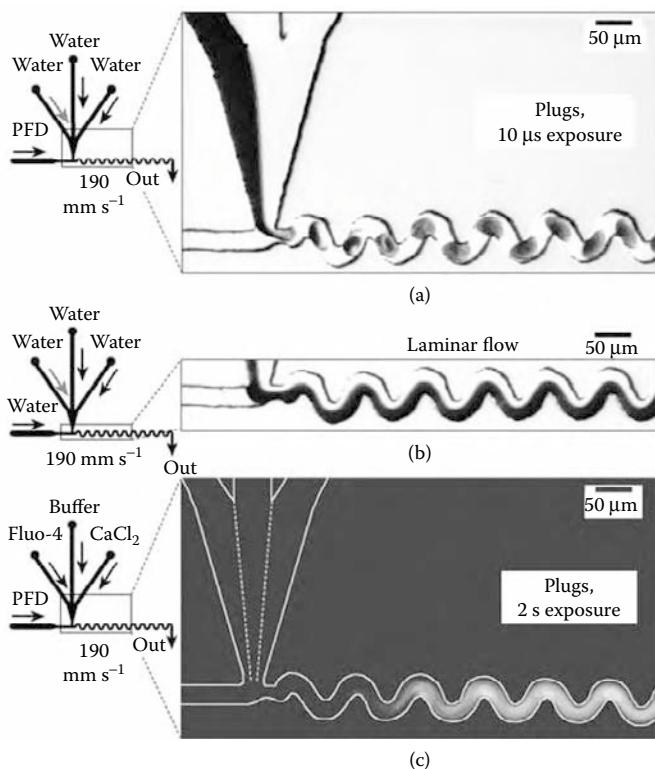 Water
Water
Water
PFD
Out
190
mm s⁻¹
50 μm
Plugs,
10 μs exposure
(a)
Water
Water
Water
Water
190 mm s⁻¹
Out
Laminar flow
50 μm
(b)
Buffer
Fluo-4
CaCl₂
PFD
Out
190
mm s⁻¹
50 μm
Plugs,
2 s exposure
(c)